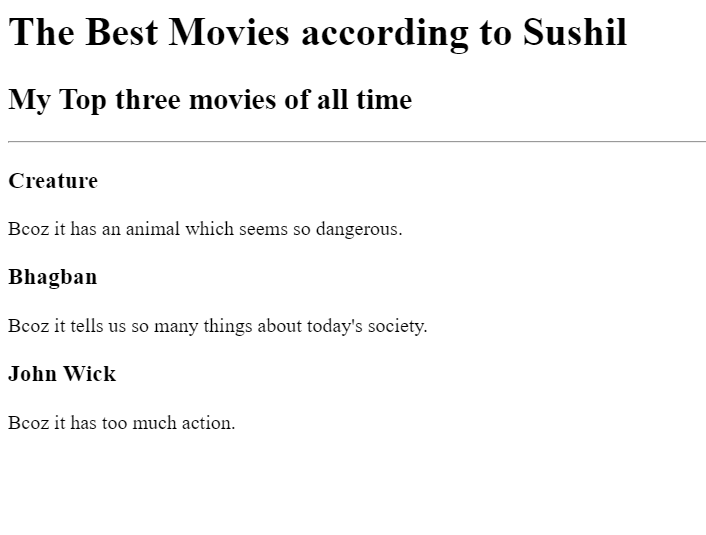 The Best Movies according to Sushil
My Top three movies of all time
Creature
Bcoz it has an animal which seems so dangerous.
Bhagban
Bcoz it tells us so many things about today's society.
John Wick
Bcoz it has too much action.